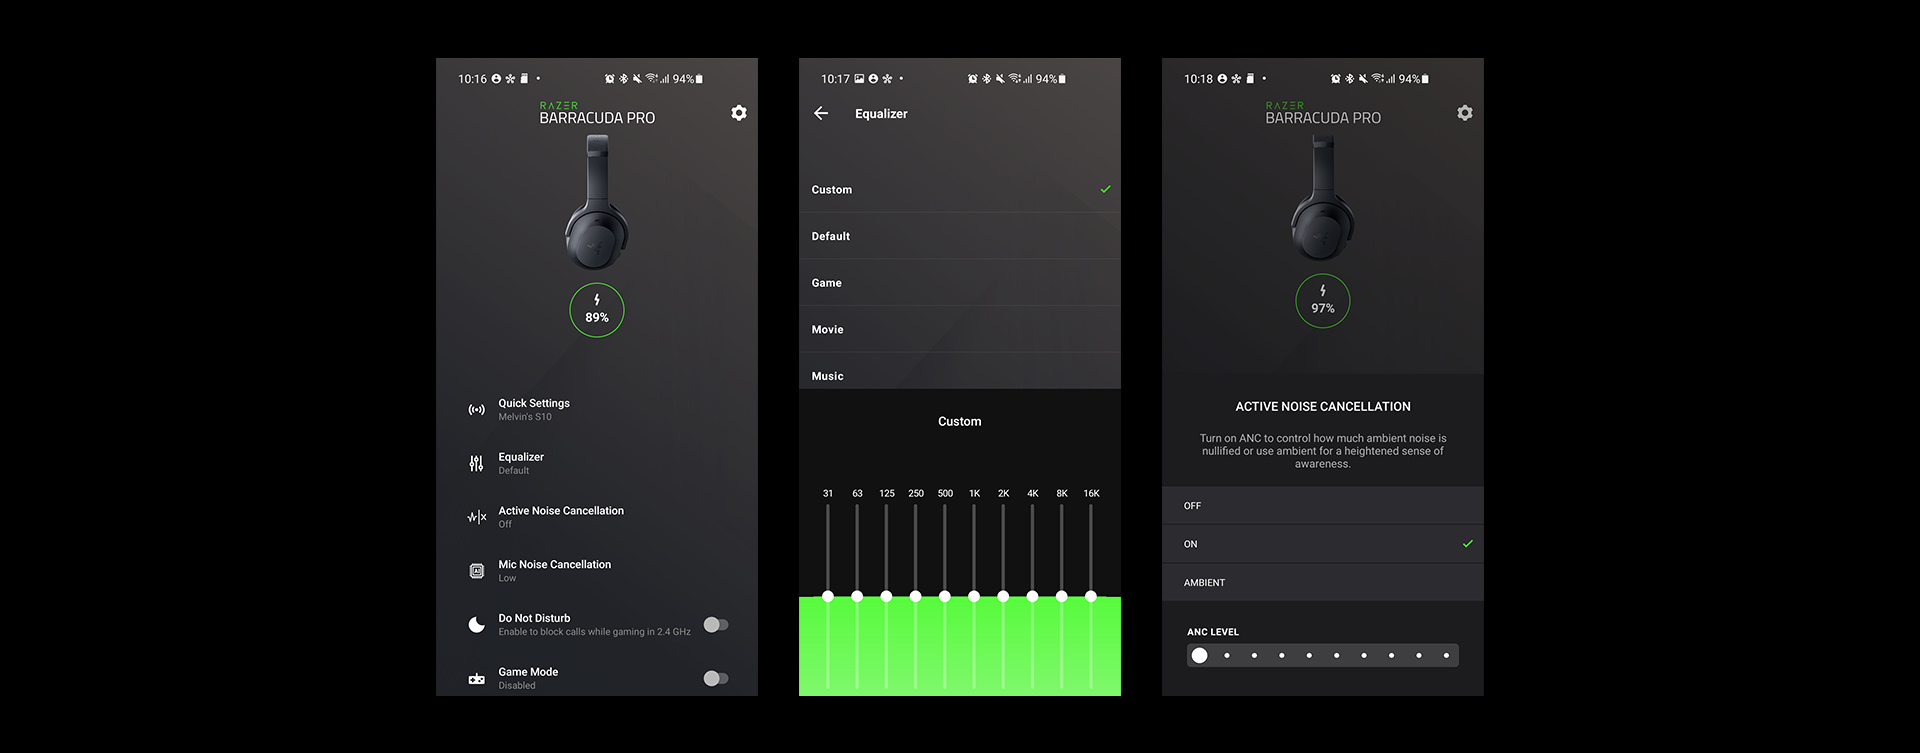 10:16 94%
RAZER
BARRACUDA PRO
89%
Quick Settings
Melvin's S10
Equalizer
Default
Active Noise Cancellation
Off
Mic Noise Cancellation
Low
Do Not Disturb
Enable to block calls while gaming in 2.4 GHz
Game Mode
Disabled
10:17 94%
Equalizer
Custom
Default
Game
Movie
Music
Custom
31 63 125 250 500 1K 2K 4K 8K 16K
10:18 94%
RAZER
BARRACUDA PRO
97%
ACTIVE NOISE CANCELLATION
Turn on ANC to control how much ambient noise is
nullified or use ambient for a heightened sense of
awareness.
OFF
ON
AMBIENT
ANC LEVEL